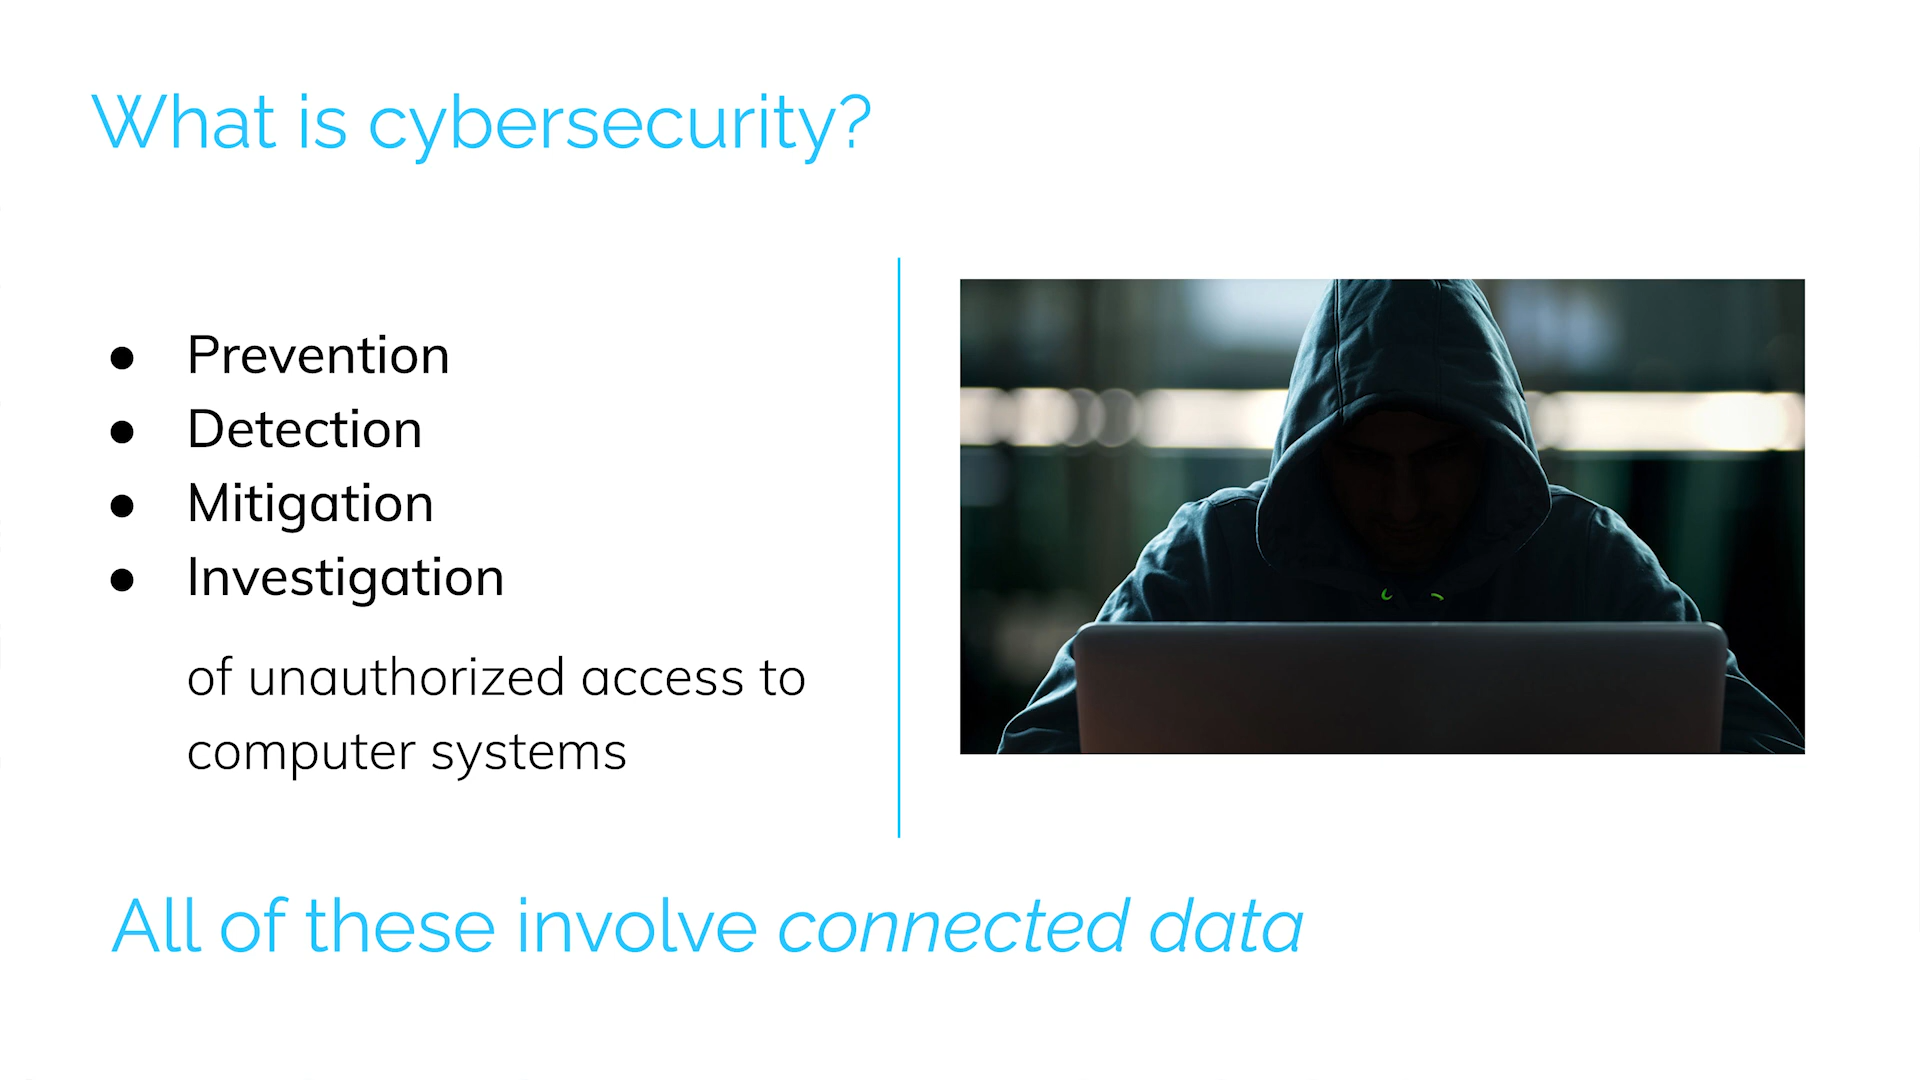 What is cybersecurity?
● Prevention
● Detection
● Mitigation
● Investigation
of unauthorized access to
computer systems
All of these involve connected data